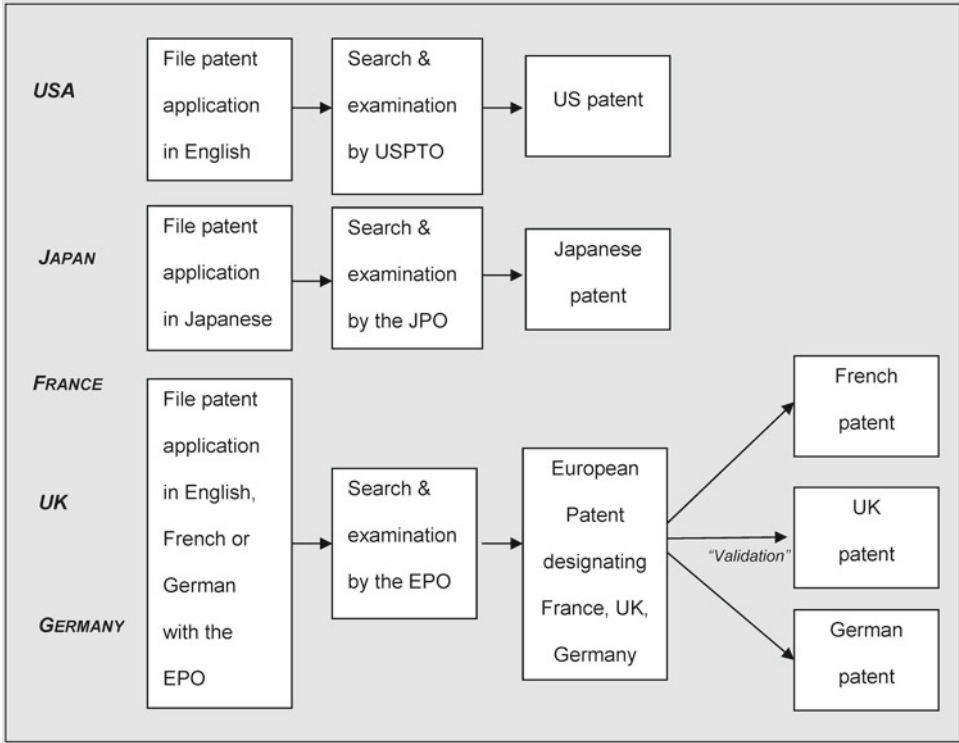 USA
File patent
application
in English
Search &
examination
by USPTO
US patent
JAPAN
File patent
application
in Japanese
Search &
examination
by the JPO
Japanese
patent
FRANCE
UK
GERMANY
File patent
application
in English,
French or
German
with the
EPO
Search &
examination
by the EPO
European
Patent
designating
France, UK,
Germany
"Validation"
French
patent
UK
patent
German
patent